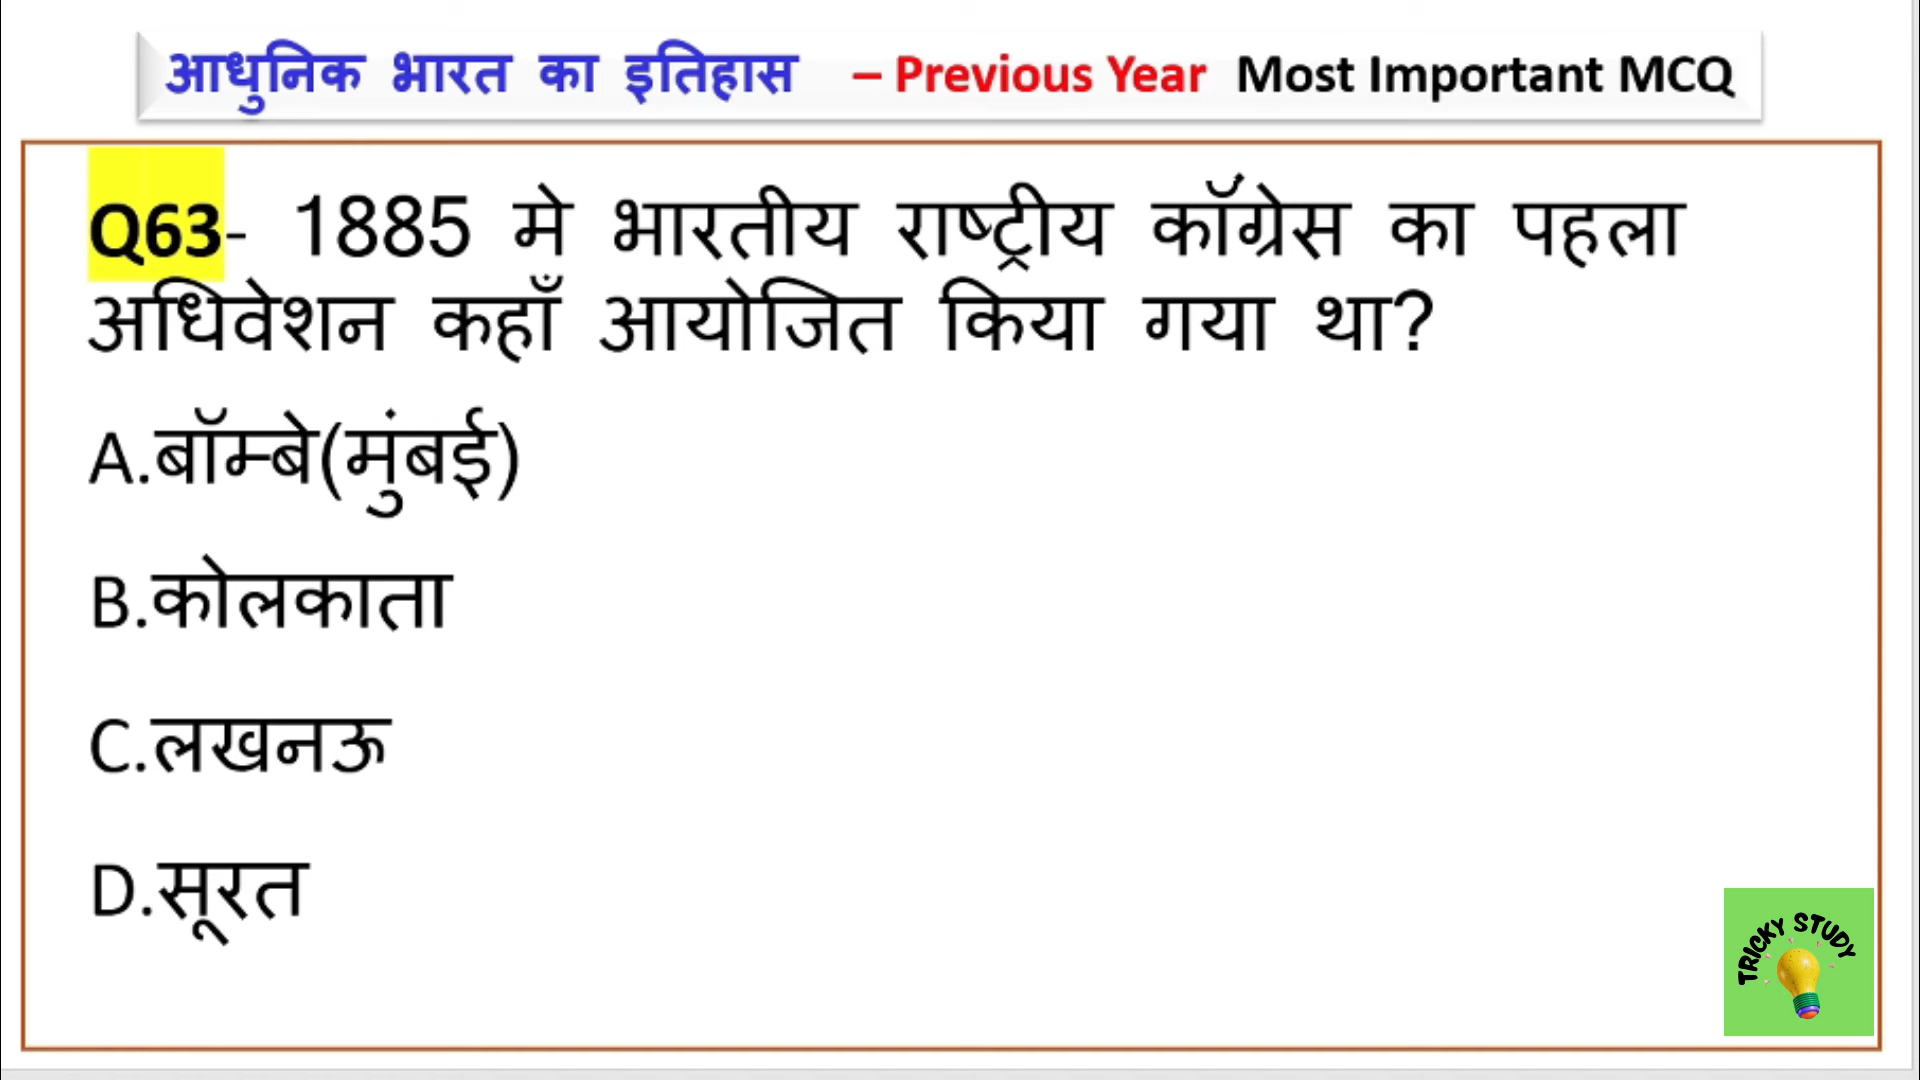 आधुनिक भारत का इतिहास – Previous Year Most Important MCQ
Q63- 1885 मे भारतीय राष्ट्रीय कॉंग्रेस का पहला
अधिवेशन कहाँ आयोजित किया गया था?
A.बॉम्बे(मुंबई)
B.कोलकाता
C.लखनऊ
D.सूरत
TRICKY STUDY